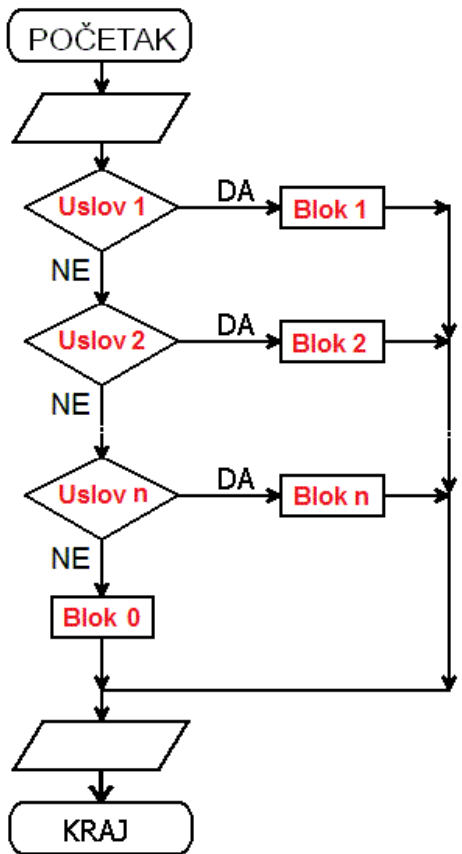 POČETAK
Uslov 1
DA
Blok 1
NE
Uslov 2
DA
Blok 2
NE
Uslov n
DA
Blok n
NE
Blok 0
KRAJ